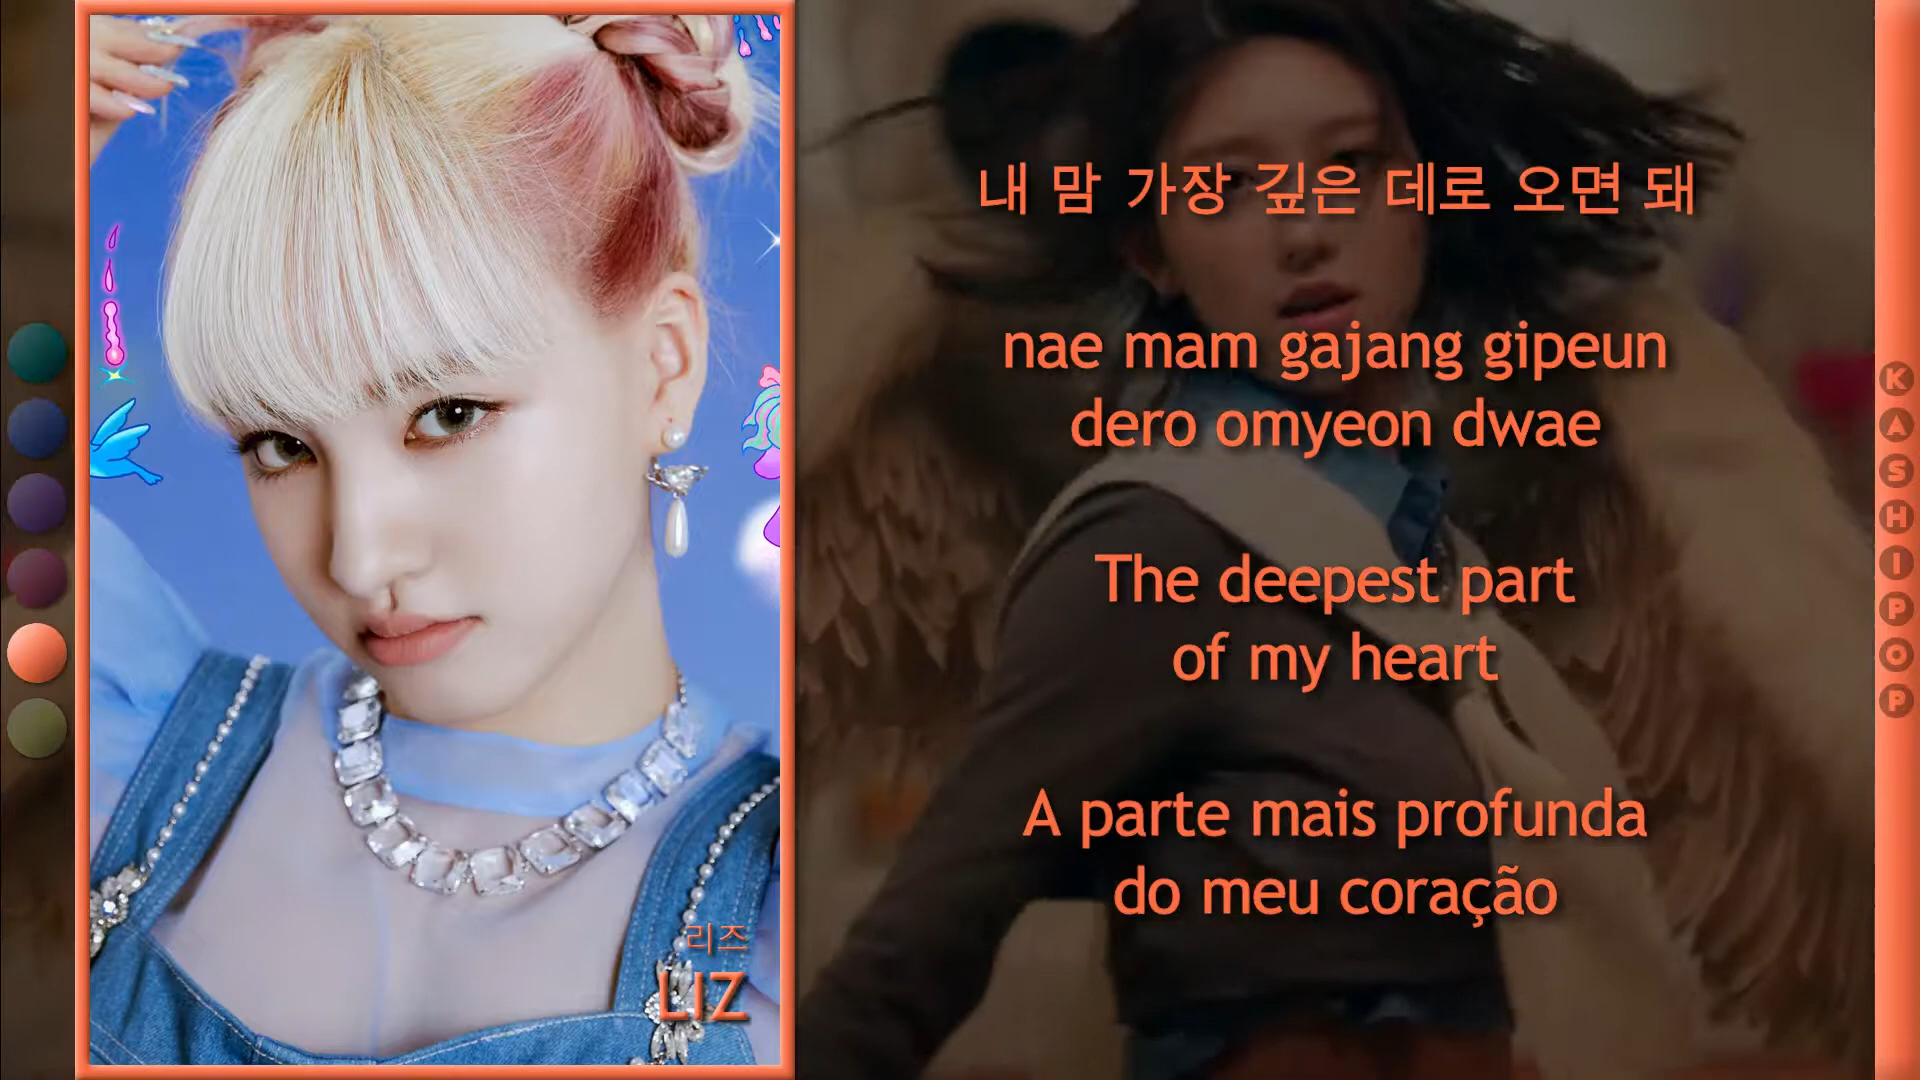 리즈
LIZ
내 맘 가장 깊은 데로 오면 돼
nae mam gajang gipeun
dero omyeon dwae
The deepest part
of my heart
A parte mais profunda
do meu coração
KASHIPOP